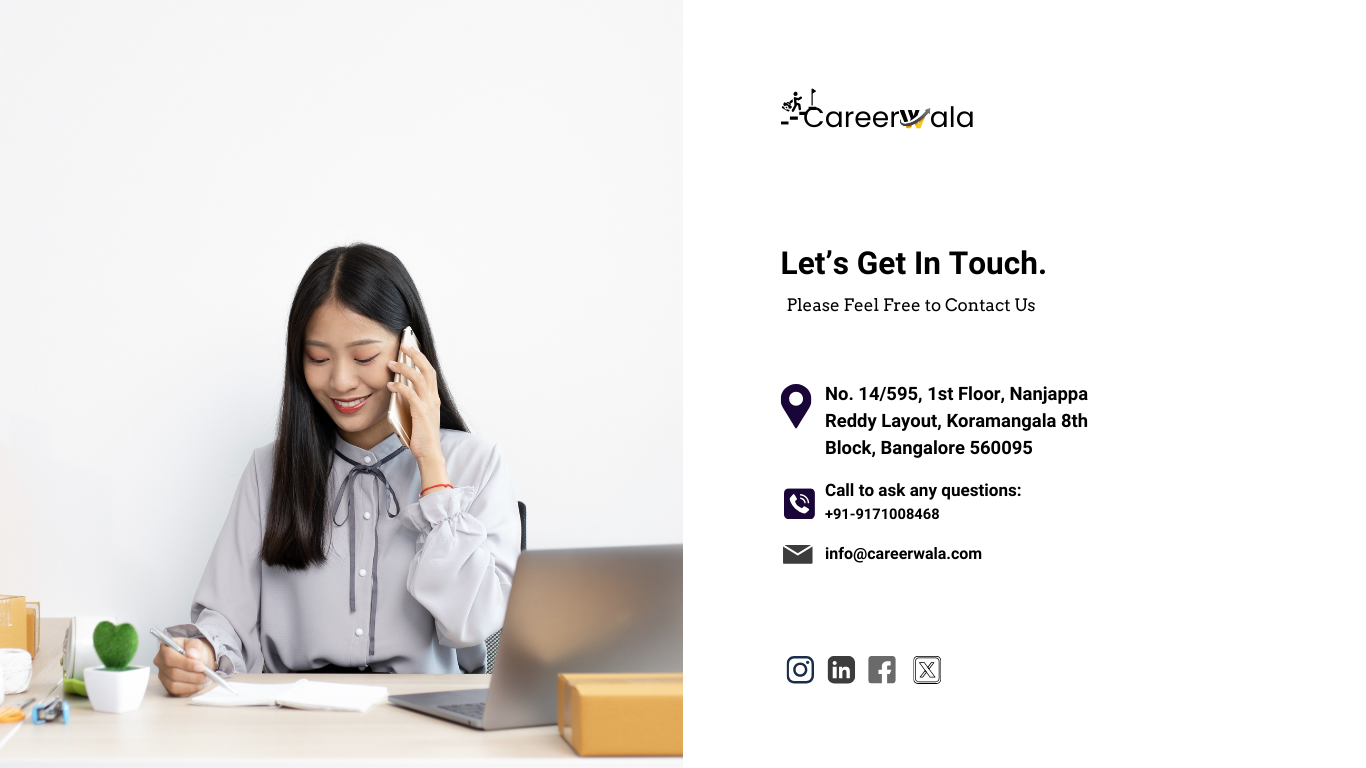 Careerwala
Let’s Get In Touch.
Please Feel Free to Contact Us
No. 14/595, 1st Floor, Nanjappa
Reddy Layout, Koramangala 8th
Block, Bangalore 560095
Call to ask any questions:
+91-9171008468
info@careerwala.com